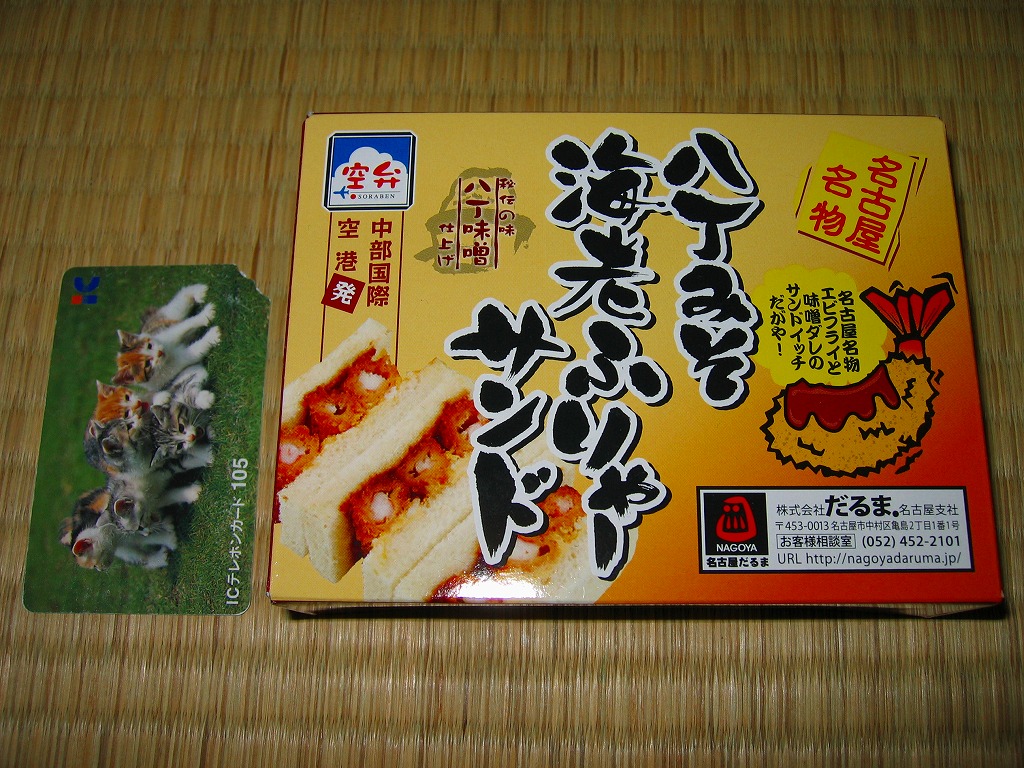 ICテレホンカード 105
空弁
SORABEN
中部国際
空港発
秘伝の味
八丁味噌
仕上げ
八丁みそ
海老ふりゃー
サンド
名古屋
名物
名古屋名物
エビフライと
味噌ダレの
サンドイッチ
だがや！
NAGOYA
名古屋だるま
株式会社だるま。名古屋支社
〒453-0013 名古屋市中村区亀島2丁目1番1号
お客様相談室 (052) 452-2101
URL http://nagoyadaruma.jp/